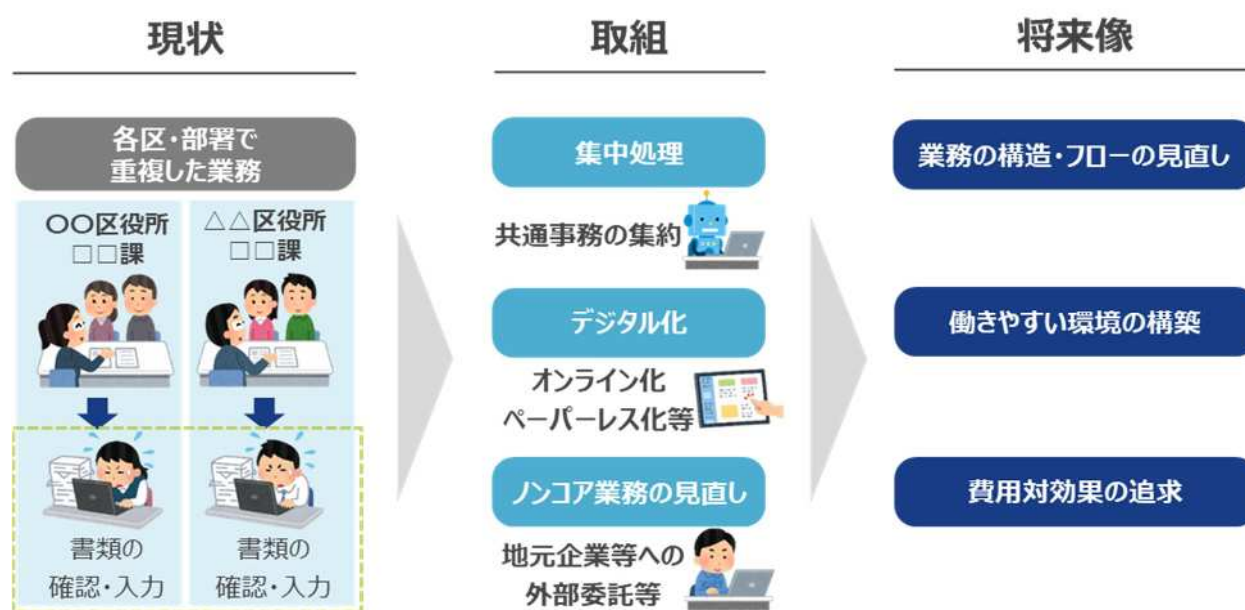 現状
各区・部署で
重複した業務
〇〇区役所
□□課
△△区役所
□□課
書類の
確認・入力
書類の
確認・入力
取組
集中処理
共通事務の集約
デジタル化
オンライン化
ペーパーレス化等
ノンコア業務の見直し
地元企業等への
外部委託等
将来像
業務の構造・フローの見直し
働きやすい環境の構築
費用対効果の追求